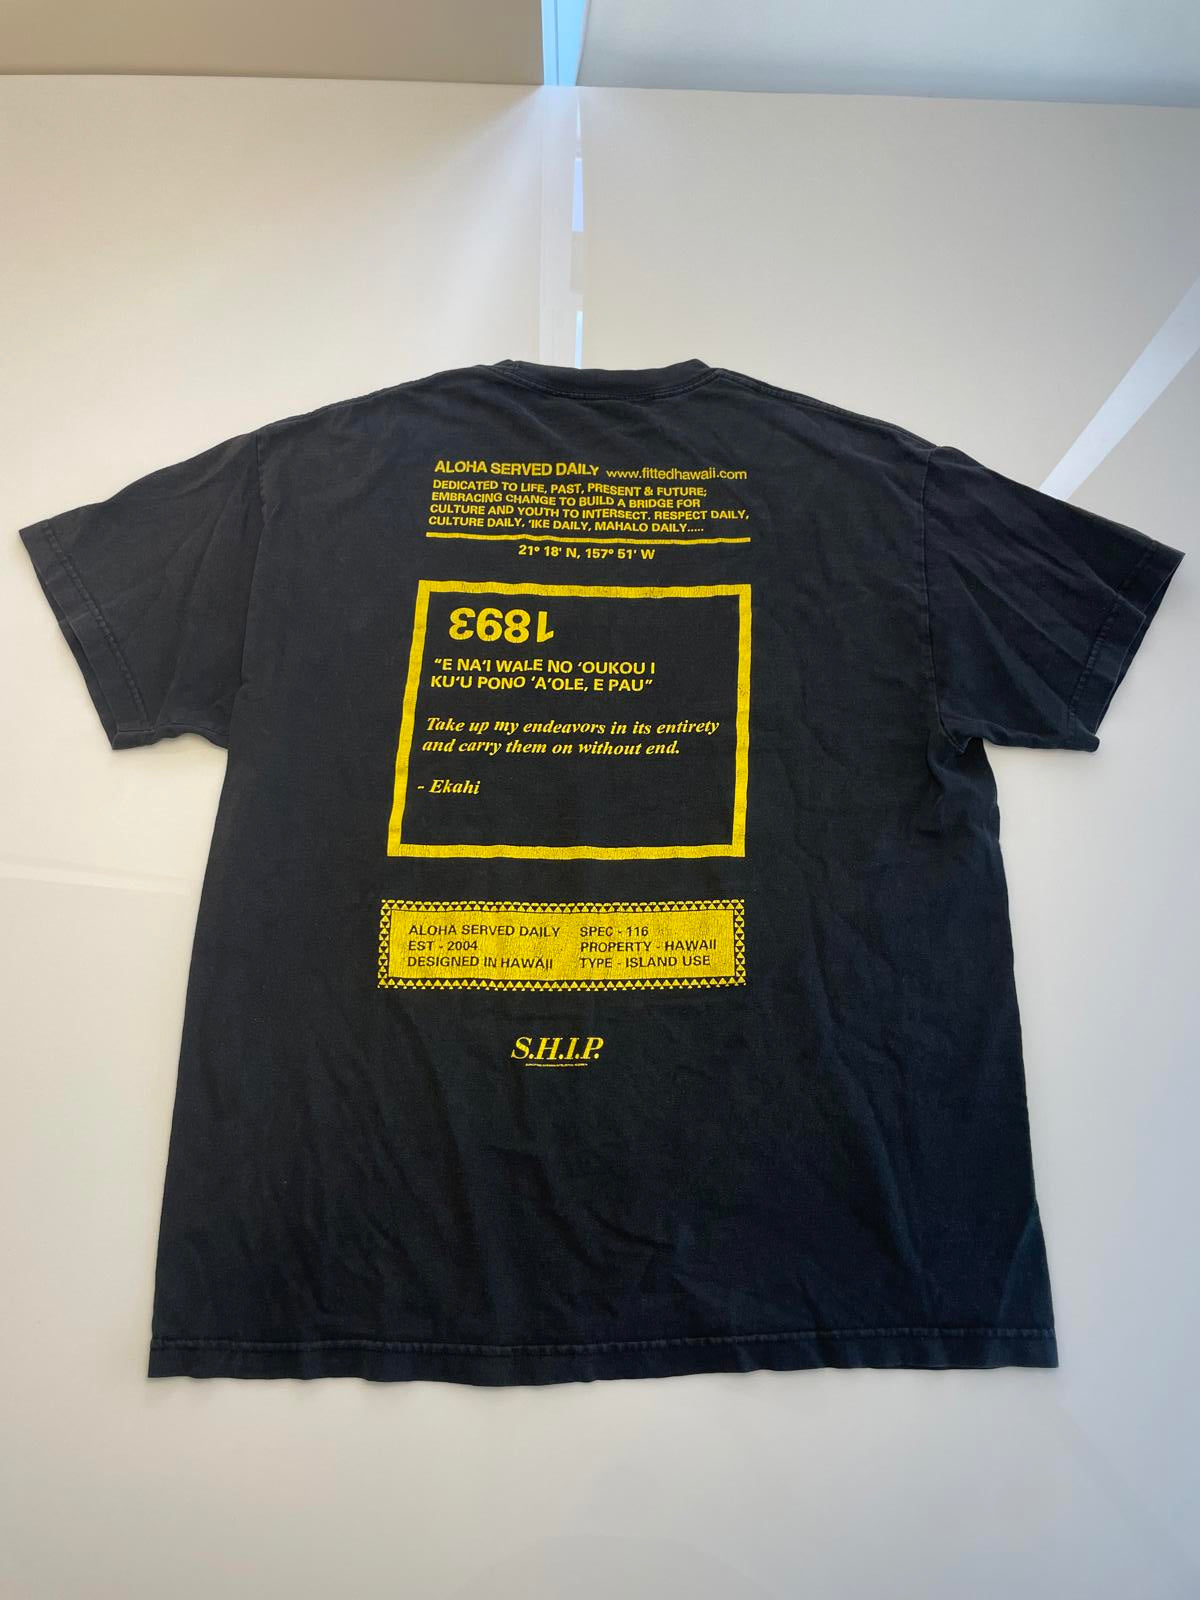 ALOHA SERVED DAILY www.fittedhawaii.com
DEDICATED TO LIFE, PAST, PRESENT & FUTURE;
EMBRACING CHANGE TO BUILD A BRIDGE FOR
CULTURE AND YOUTH TO INTERSECT. RESPECT DAILY,
CULTURE DAILY, 'IKE DAILY, MAHALO DAILY.....
21° 18' N, 157° 51' W
1893
"E NA'I WALE NO 'OUKOU I
KU'U PONO 'A'OLE, E PAU"
Take up my endeavors in its entirety
and carry them on without end.
- Ekahi
ALOHA SERVED DAILY SPEC - 116
EST - 2004 PROPERTY - HAWAII
DESIGNED IN HAWAII TYPE - ISLAND USE
S.H.I.P.